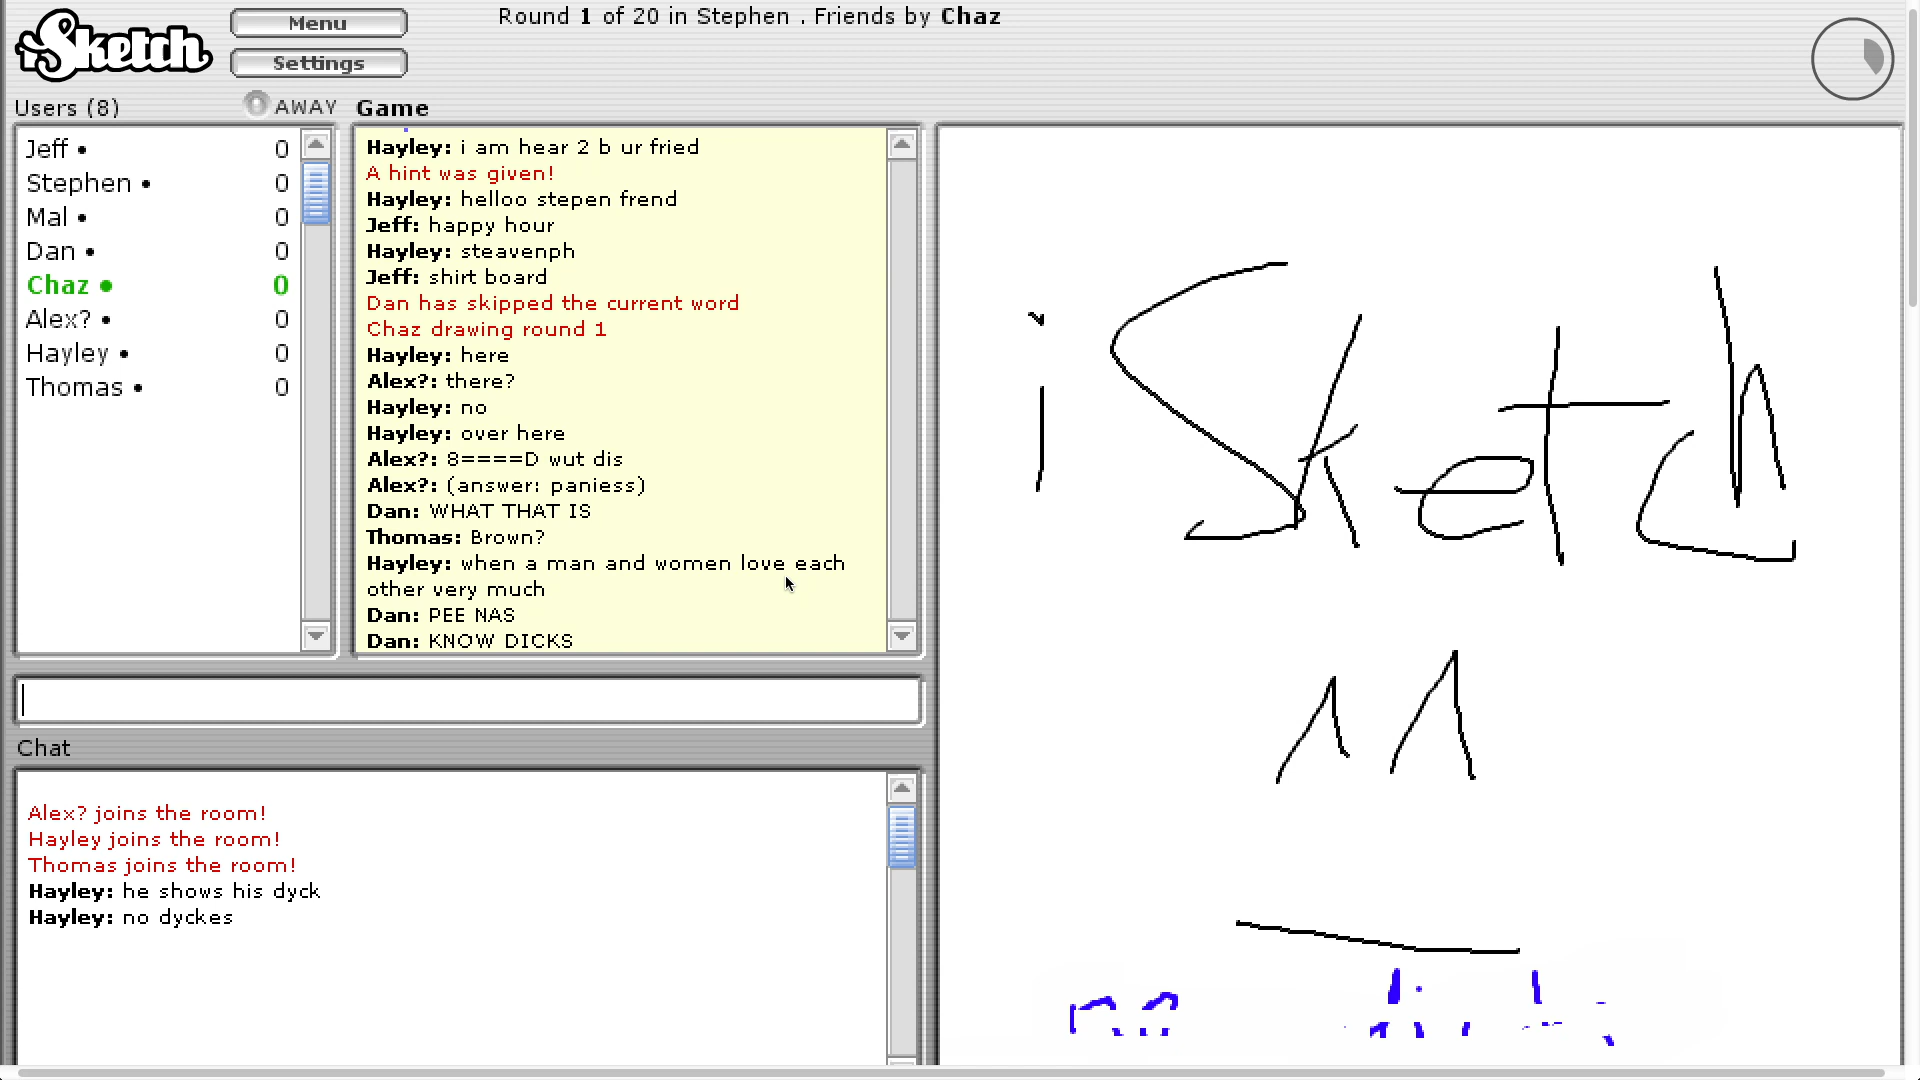 iSketch
Menu
Settings
Round 1 of 20 in Stephen . Friends by Chaz
Users (8)
AWAY
Jeff • 0
Stephen • 0
Mal • 0
Dan • 0
Chaz • 0
Alex? • 0
Hayley • 0
Thomas • 0
Game
Hayley: i am hear 2 b ur fried
A hint was given!
Hayley: helloo stepen frend
Jeff: happy hour
Hayley: steavenph
Jeff: shirt board
Dan has skipped the current word
Chaz drawing round 1
Hayley: here
Alex?: there?
Hayley: no
Hayley: over here
Alex?: 8====D wut dis
Alex?: (answer: paniess)
Dan: WHAT THAT IS
Thomas: Brown?
Hayley: when a man and women love each
other very much
Dan: PEE NAS
Dan: KNOW DICKS
Chat
Alex? joins the room!
Hayley joins the room!
Thomas joins the room!
Hayley: he shows his dyck
Hayley: no dyckes
iSketch